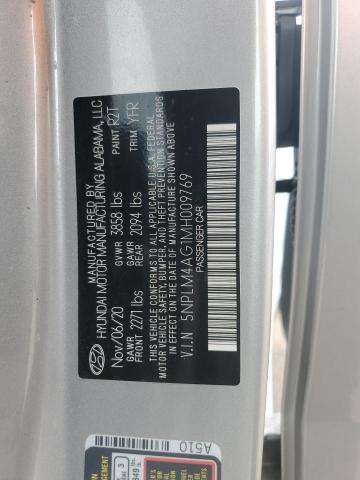 MANUFACTURED BY
HYUNDAI MOTOR MANUFACTURING ALABAMA, LLC
Nov/06/20 GVWR 3858 lbs PAINT R2T
GAWR FRONT 2271 lbs GAWR REAR 2094 lbs TRIM YFR
THIS VEHICLE CONFORMS TO ALL APPLICABLE U.S.A. FEDERAL
MOTOR VEHICLE SAFETY, BUMPER, AND THEFT PREVENTION STANDARDS
IN EFFECT ON THE DATE OF MANUFACTURE SHOWN ABOVE
V.I.N 5NPLM4AG1MH009769
PASSENGER CAR
A510
3